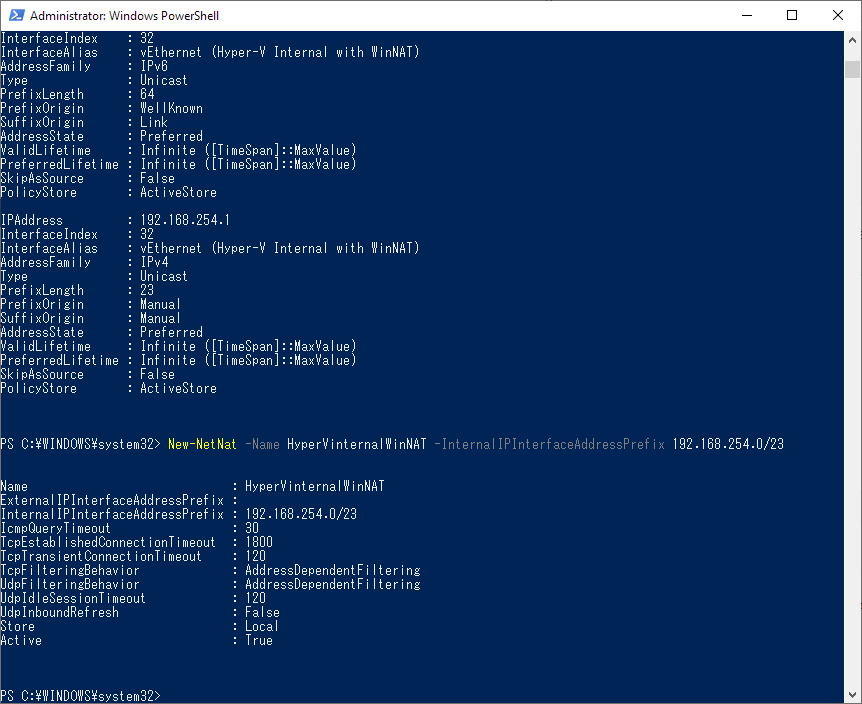 Administrator: Windows PowerShell
InterfaceIndex    : 32
InterfaceAlias    : vEthernet (Hyper-V Internal with WinNAT)
AddressFamily     : IPv6
Type              : Unicast
PrefixLength      : 64
PrefixOrigin      : WellKnown
SuffixOrigin      : Link
AddressState      : Preferred
ValidLifetime     : Infinite ([TimeSpan]::MaxValue)
PreferredLifetime : Infinite ([TimeSpan]::MaxValue)
SkipAsSource      : False
PolicyStore       : ActiveStore
IPAddress         : 192.168.254.1
InterfaceIndex    : 32
InterfaceAlias    : vEthernet (Hyper-V Internal with WinNAT)
AddressFamily     : IPv4
Type              : Unicast
PrefixLength      : 23
PrefixOrigin      : Manual
SuffixOrigin      : Manual
AddressState      : Preferred
ValidLifetime     : Infinite ([TimeSpan]::MaxValue)
PreferredLifetime : Infinite ([TimeSpan]::MaxValue)
SkipAsSource      : False
PolicyStore       : ActiveStore
PS C:¥WINDOWS¥system32> New-NetNat -Name HyperVinternalWinNAT -InternalIPInterfaceAddressPrefix 192.168.254.0/23
Name                             : HyperVinternalWinNAT
ExternalIPInterfaceAddressPrefix :
InternalIPInterfaceAddressPrefix : 192.168.254.0/23
IcmpQueryTimeout                 : 30
TcpEstablishedConnectionTimeout  : 1800
TcpTransientConnectionTimeout    : 120
TcpFilteringBehavior             : AddressDependentFiltering
UdpFilteringBehavior             : AddressDependentFiltering
UdpIdleSessionTimeout            : 120
UdpInboundRefresh                : False
Store                            : Local
Active                           : True
PS C:¥WINDOWS¥system32>